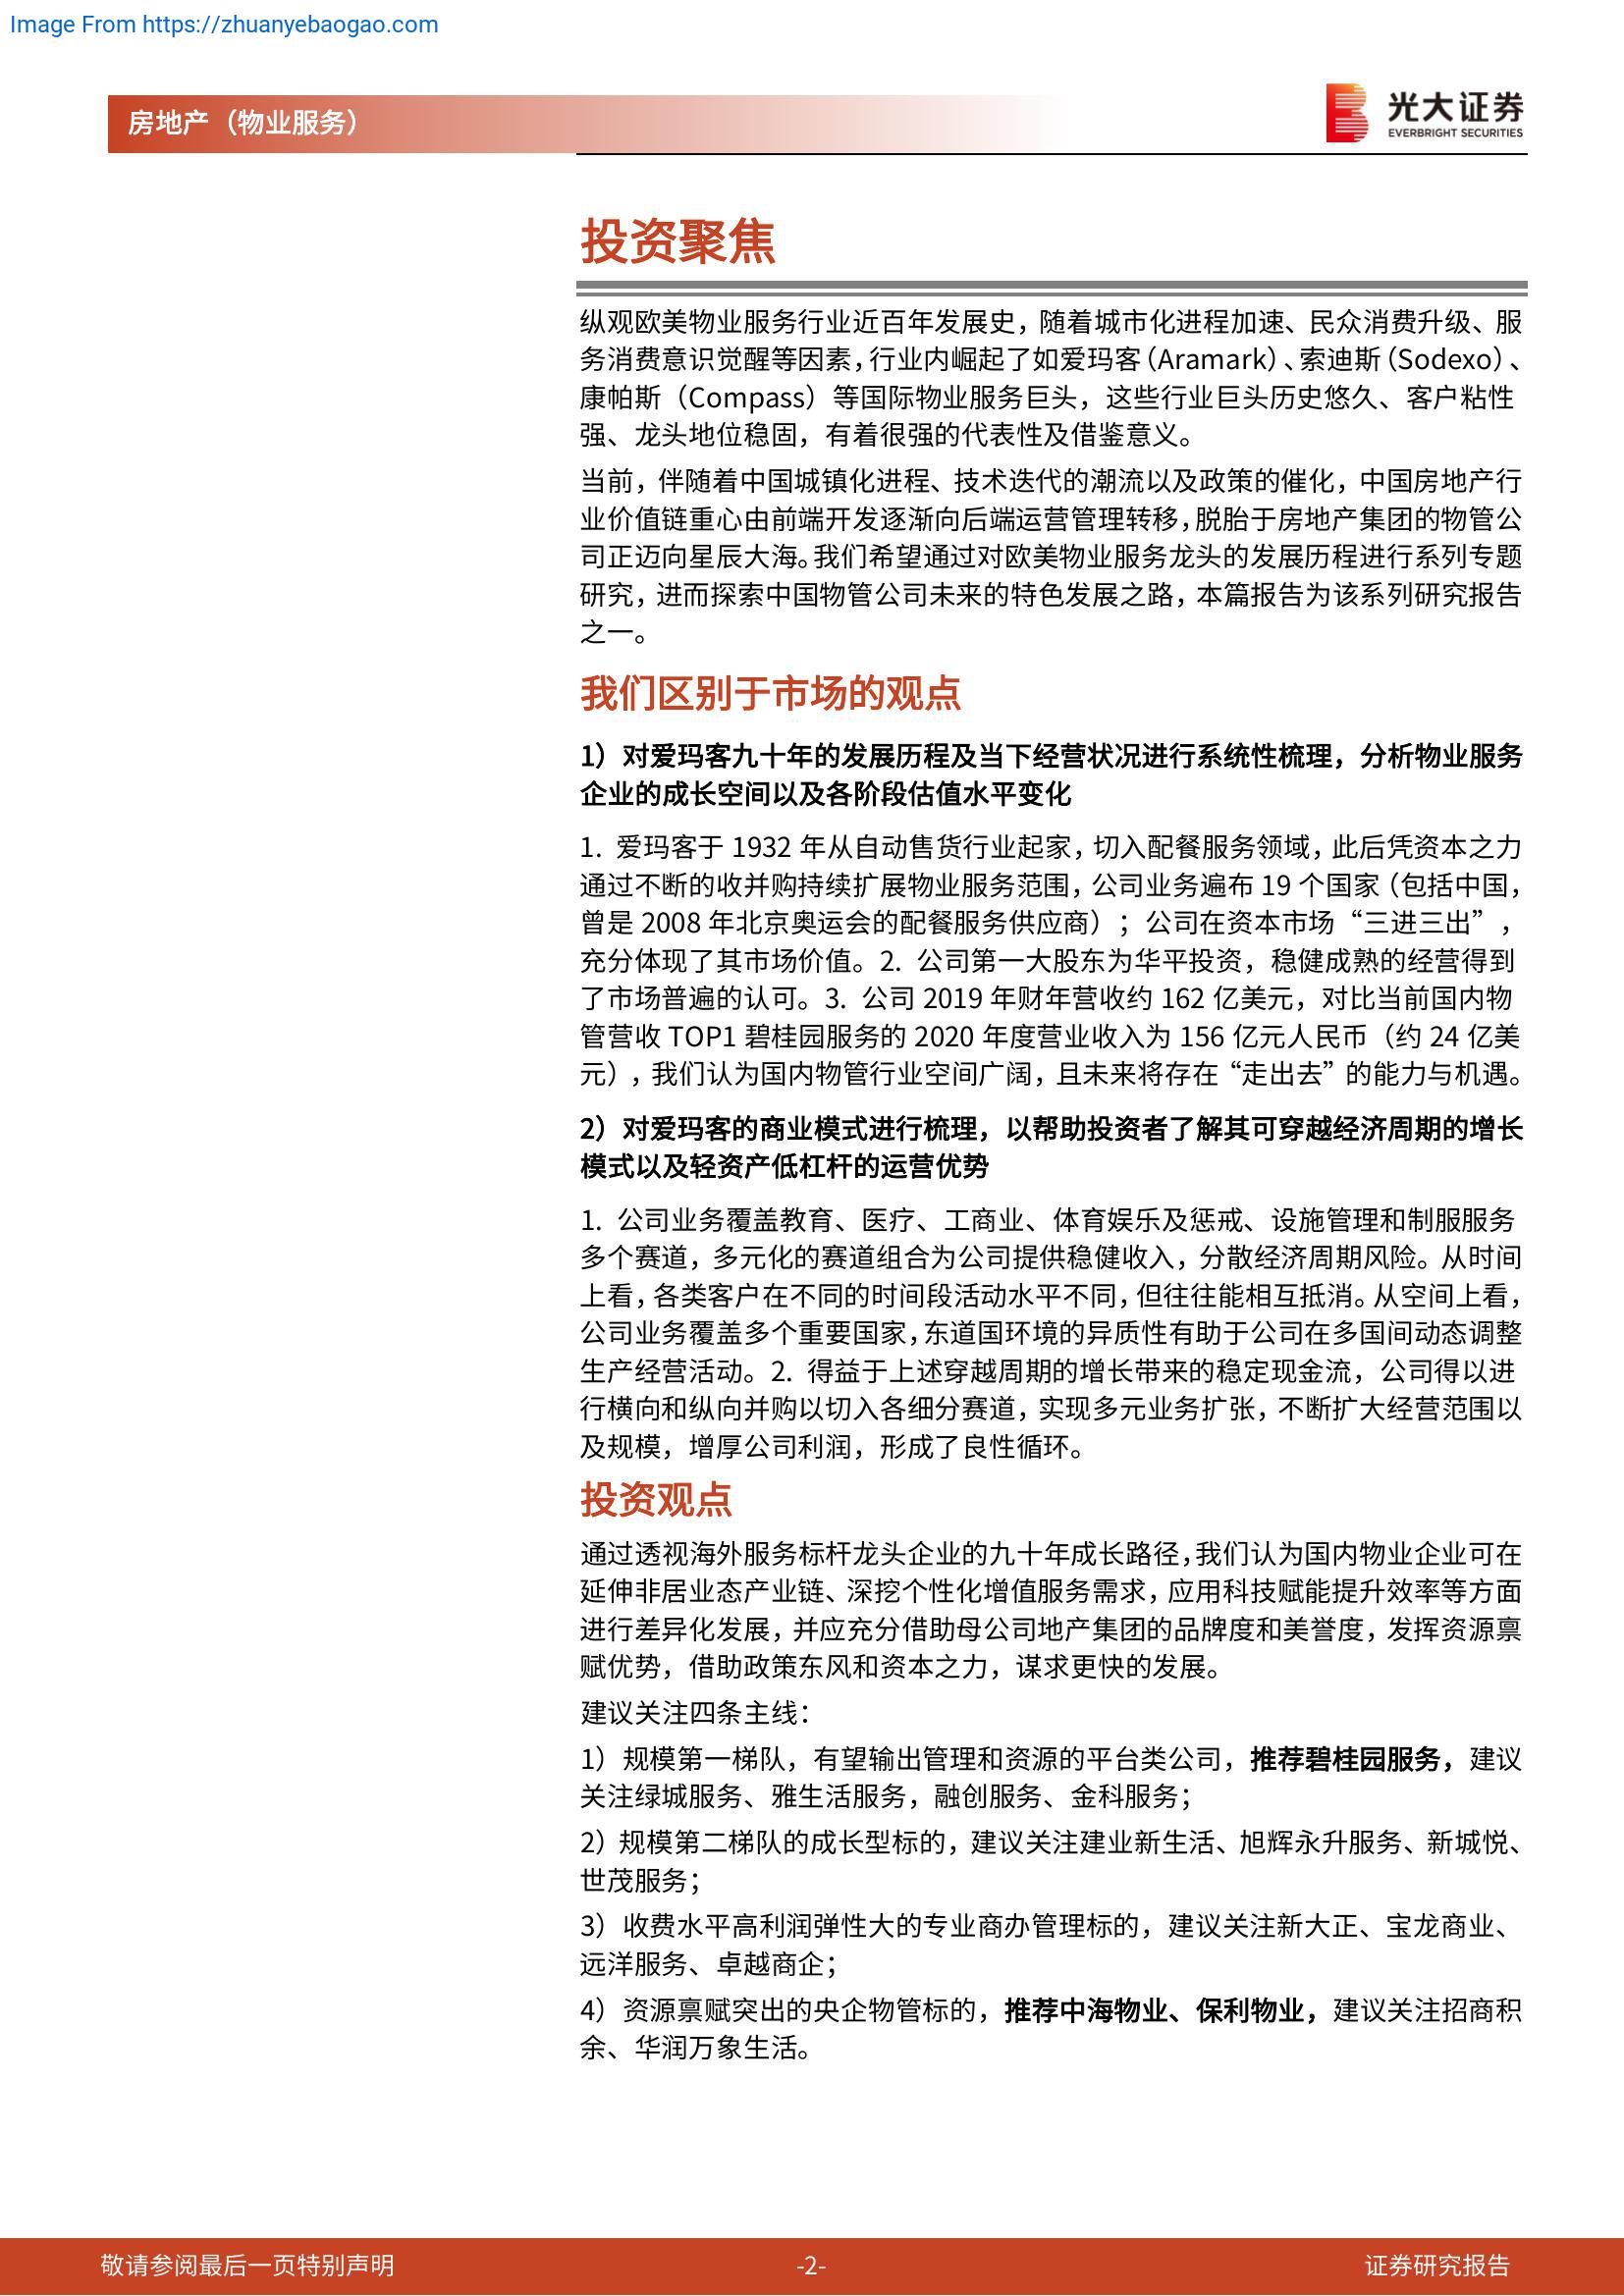 Image From https://zhuanyebaogao.com
房地产（物业服务）
光大证券
EVERBRIGHT SECURITIES
投资聚焦
纵观欧美物业服务行业近百年发展史，随着城市化进程加速、民众消费升级、服
务消费意识觉醒等因素，行业内崛起了如爱玛客（Aramark）、索迪斯（Sodexo）、
康帕斯（Compass）等国际物业服务巨头，这些行业巨头历史悠久、客户粘性
强、龙头地位稳固，有着很强的代表性及借鉴意义。
当前，伴随着中国城镇化进程、技术迭代的潮流以及政策的催化，中国房地产行
业价值链重心由前端开发逐渐向后端运营管理转移，脱胎于房地产集团的物管公
司正迈向星辰大海。我们希望通过对欧美物业服务龙头的发展历程进行系列专题
研究，进而探索中国物管公司未来的特色发展之路，本篇报告为该系列研究报告
之一。
我们区别于市场的观点
1）对爱玛客九十年的发展历程及当下经营状况进行系统性梳理，分析物业服务
企业的成长空间以及各阶段估值水平变化
1. 爱玛客于 1932 年从自动售货行业起家，切入配餐服务领域，此后凭资本之力
通过不断的收并购持续扩展物业服务范围，公司业务遍布 19 个国家（包括中国，
曾是 2008 年北京奥运会的配餐服务供应商）；公司在资本市场“三进三出”，
充分体现了其市场价值。2. 公司第一大股东为华平投资，稳健成熟的经营得到
了市场普遍的认可。3. 公司 2019 年财年营收约 162 亿美元，对比当前国内物
管营收 TOP1 碧桂园服务的 2020 年度营业收入为 156 亿元人民币（约 24 亿美
元），我们认为国内物管行业空间广阔，且未来将存在“走出去”的能力与机遇。
2）对爱玛客的商业模式进行梳理，以帮助投资者了解其可穿越经济周期的增长
模式以及轻资产低杠杆的运营优势
1. 公司业务覆盖教育、医疗、工商业、体育娱乐及惩戒、设施管理和制服服务
多个赛道，多元化的赛道组合为公司提供稳健收入，分散经济周期风险。从时间
上看，各类客户在不同的时间段活动水平不同，但往往能相互抵消。从空间上看，
公司业务覆盖多个重要国家，东道国环境的异质性有助于公司在多国间动态调整
生产经营活动。2. 得益于上述穿越周期的增长带来的稳定现金流，公司得以进
行横向和纵向并购以切入各细分赛道，实现多元业务扩张，不断扩大经营范围以
及规模，增厚公司利润，形成了良性循环。
投资观点
通过透视海外服务标杆龙头企业的九十年成长路径，我们认为国内物业企业可在
延伸非居业态产业链、深挖个性化增值服务需求，应用科技赋能提升效率等方面
进行差异化发展，并应充分借助母公司地产集团的品牌度和美誉度，发挥资源禀
赋优势，借助政策东风和资本之力，谋求更快的发展。
建议关注四条主线：
1）规模第一梯队，有望输出管理和资源的平台类公司，推荐碧桂园服务，建议
关注绿城服务、雅生活服务，融创服务、金科服务；
2）规模第二梯队的成长型标的，建议关注建业新生活、旭辉永升服务、新城悦、
世茂服务；
3）收费水平高利润弹性大的专业商办管理标的，建议关注新大正、宝龙商业、
远洋服务、卓越商企；
4）资源禀赋突出的央企物管标的，推荐中海物业、保利物业，建议关注招商积
余、华润万象生活。
敬请参阅最后一页特别声明
-2-
证券研究报告